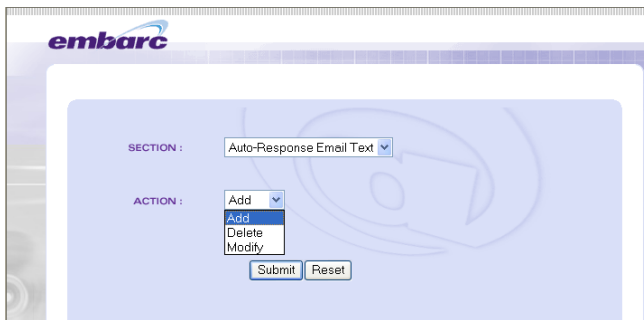 embarc
SECTION : Auto-Response Email Text
ACTION : Add
Add
Delete
Modify
Submit Reset